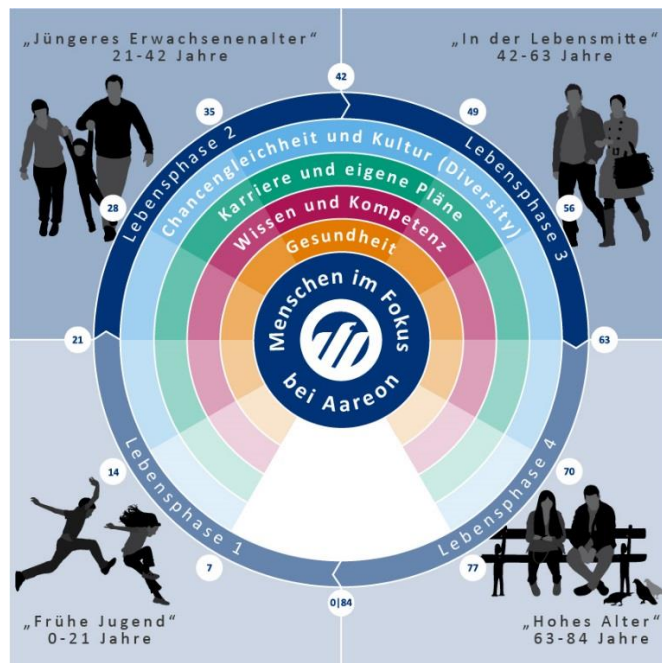 „Jüngeres Erwachsenenalter“
21-42 Jahre
„In der Lebensmitte“
42-63 Jahre
42
35
49
28
56
21
63
14
70
7
77
0|84
Lebensphase 2
Lebensphase 3
Chancengleichheit und Kultur (Diversity)
Karriere und eigene Pläne
Wissen und Kompetenz
Gesundheit
Menschen im Fokus
bei Aareon
Lebensphase 1
Lebensphase 4
„Frühe Jugend“
0-21 Jahre
„Hohes Alter“
63-84 Jahre